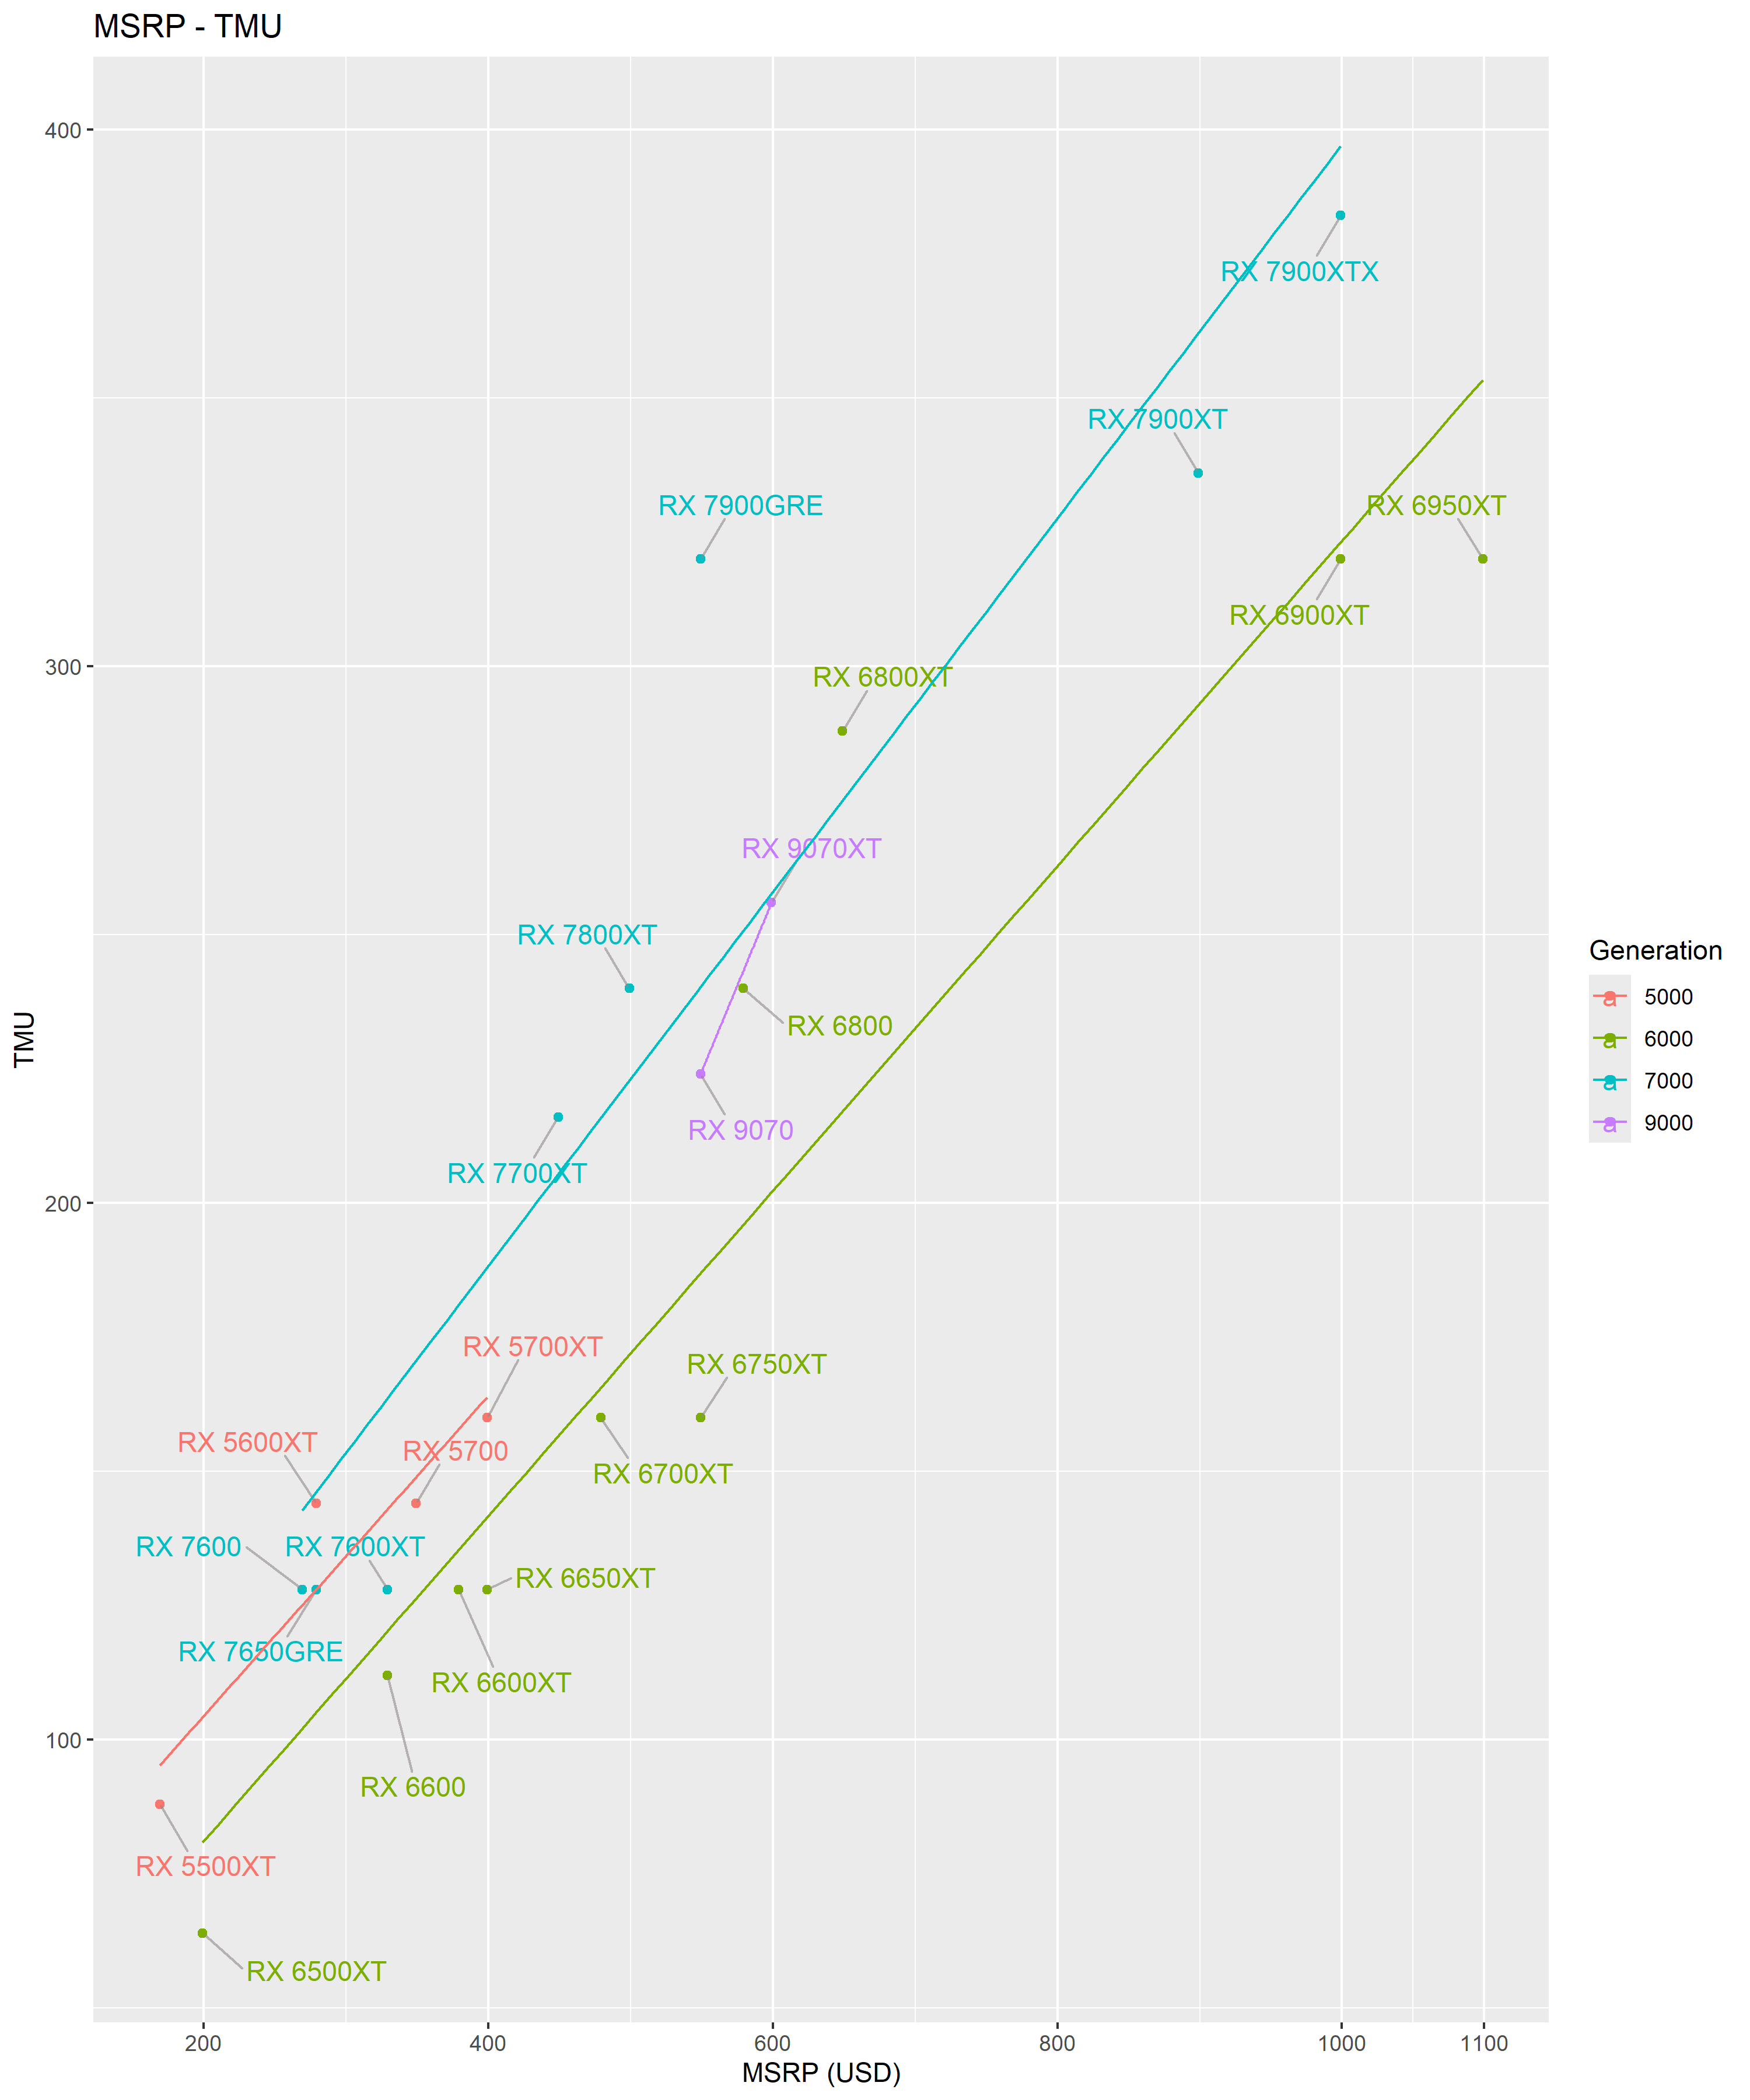 MSRP - TMU
400
RX 7900XTX
RX 7900XT
RX 7900GRE
RX 6950XT
RX 6900XT
300
RX 6800XT
RX 9070XT
RX 7800XT
RX 6800
RX 9070
RX 7700XT
200
RX 5700XT
RX 6750XT
RX 5600XT
RX 5700
RX 6700XT
RX 7600
RX 7600XT
RX 6650XT
RX 7650GRE
RX 6600XT
100
RX 6600
RX 5500XT
RX 6500XT
TMU
200
400
600
800
1000
1100
MSRP (USD)
Generation
a 5000
a 6000
a 7000
a 9000